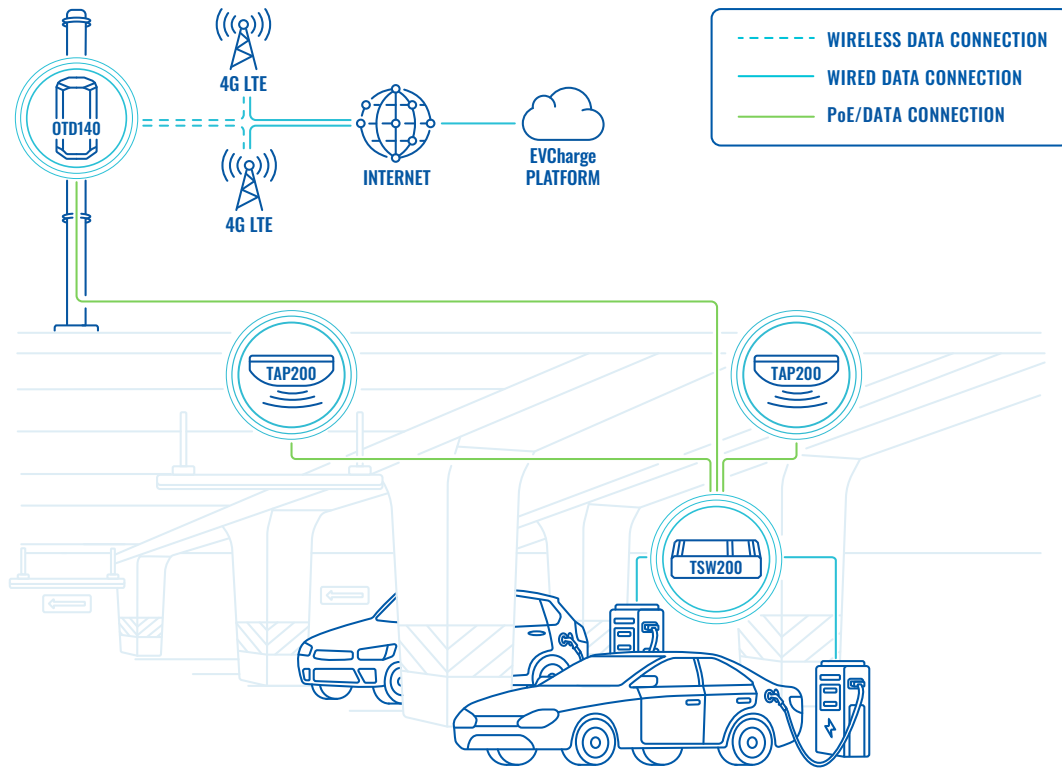 4G LTE
OTD140
4G LTE
INTERNET
EVCharge
PLATFORM
WIRELESS DATA CONNECTION
WIRED DATA CONNECTION
PoE/DATA CONNECTION
TAP200
TAP200
TSW200